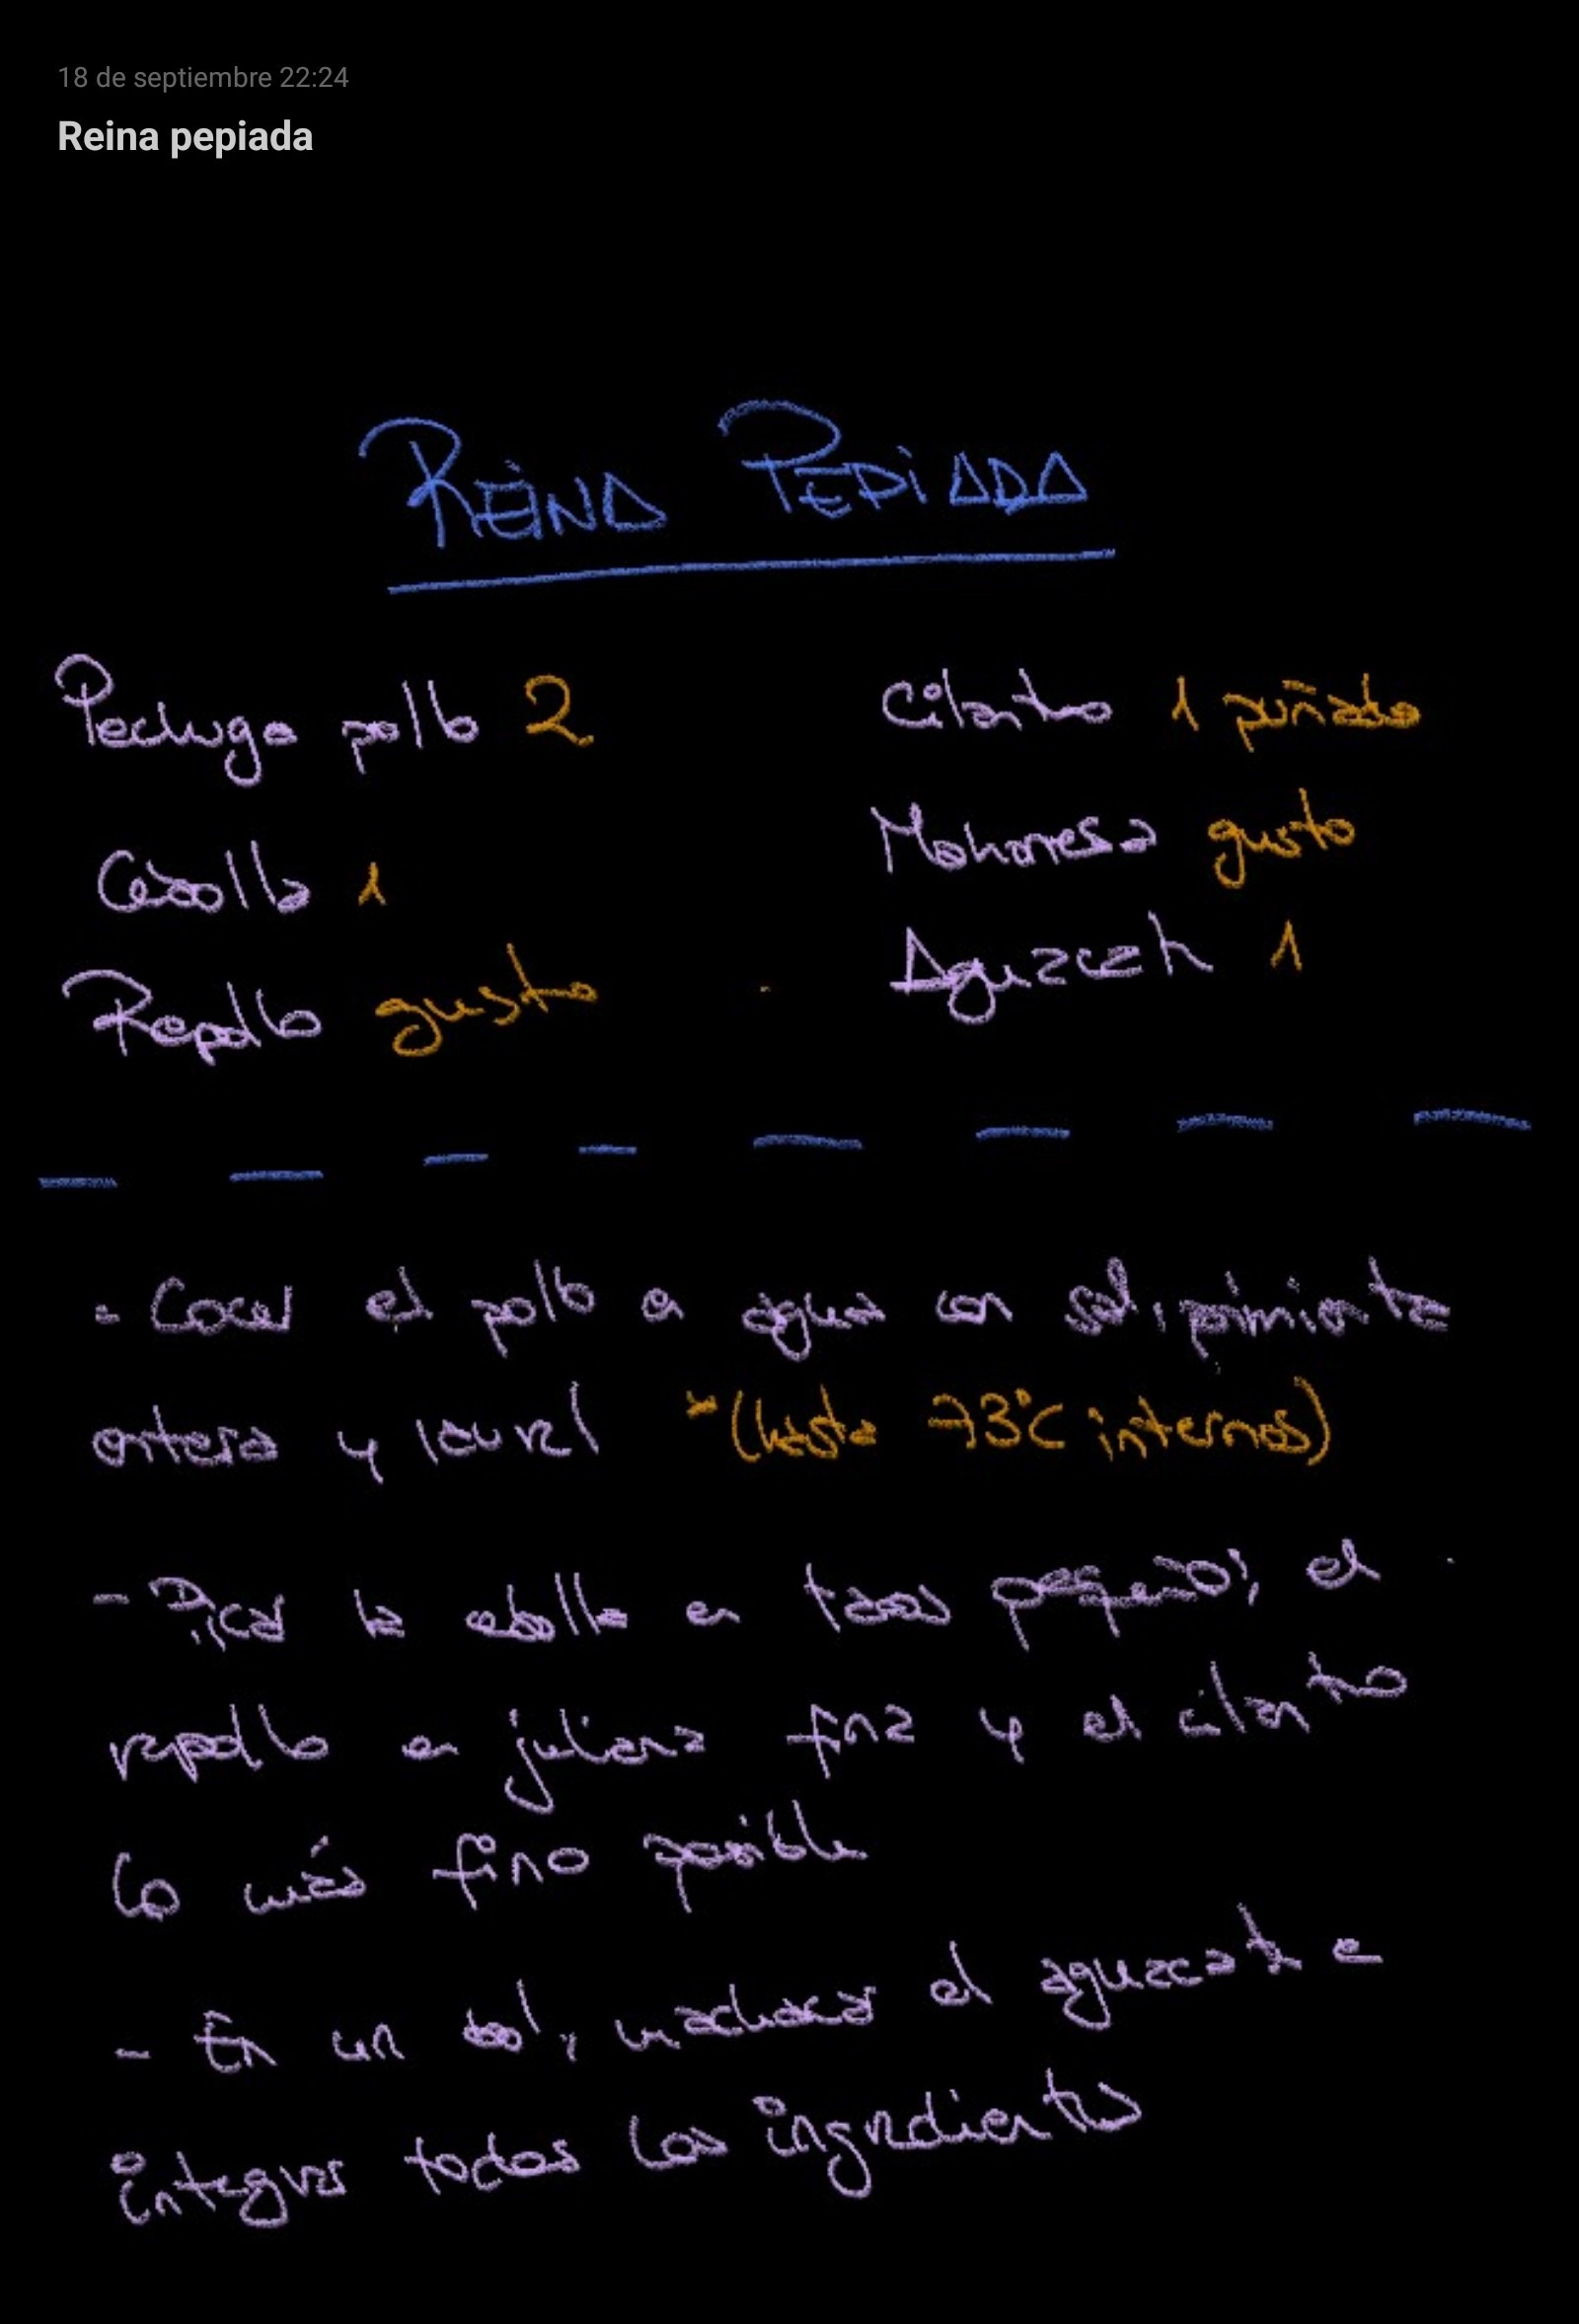 18 de septiembre 22:24
Reina pepiada
REINA PEPIADA
Pechuga pollo 2
Cebolla 1
Repollo gusto
Cilantro 1 puñado
Mahonesa gusto
Aguacate 1
- Cocer el pollo en agua con sal, pimienta
entera y laurel *(hasta 73°C internos)
- Picar la cebolla en taco pequeño, el
repollo en juliana fina y el cilantro
lo más fino posible
- En un bol, machacar el aguacate e
integrar todos los ingredientes